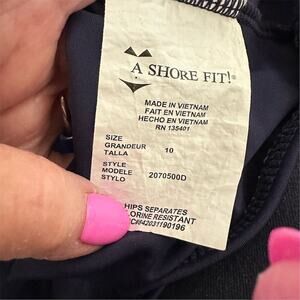 A SHORE FIT!®
MADE IN VIETNAM
FAIT EN VIETNAM
HECHO EN VIETNAM
RN 135401
SIZE
GRANDEUR 10
TALLA
STYLE
MODELE 2070500D
STYLO
HIPS SEPARATES
LORINE RESISTANT